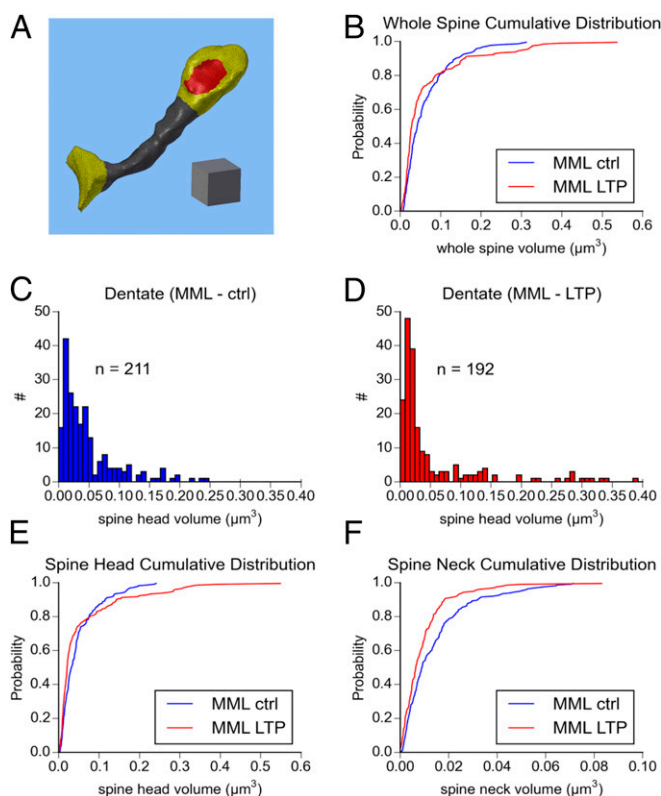 A
B
Whole Spine Cumulative Distribution
1.0
0.8
0.6
0.4
0.2
0.0
Probability
MML ctrl
MML LTP
0.0 0.1 0.2 0.3 0.4 0.5 0.6
whole spine volume (μm³)
C
Dentate (MML - ctrl)
50
40
30
20
10
0
#
n = 211
0.00 0.05 0.10 0.15 0.20 0.25 0.30 0.35 0.40
spine head volume (μm³)
D
Dentate (MML - LTP)
50
40
30
20
10
0
#
n = 192
0.00 0.05 0.10 0.15 0.20 0.25 0.30 0.35 0.40
spine head volume (μm³)
E
Spine Head Cumulative Distribution
1.0
0.8
0.6
0.4
0.2
0.0
Probability
MML ctrl
MML LTP
0.0 0.1 0.2 0.3 0.4 0.5 0.6
spine head volume (μm³)
F
Spine Neck Cumulative Distribution
1.0
0.8
0.6
0.4
0.2
0.0
Probability
MML ctrl
MML LTP
0.00 0.02 0.04 0.06 0.08 0.10
spine neck volume (μm³)